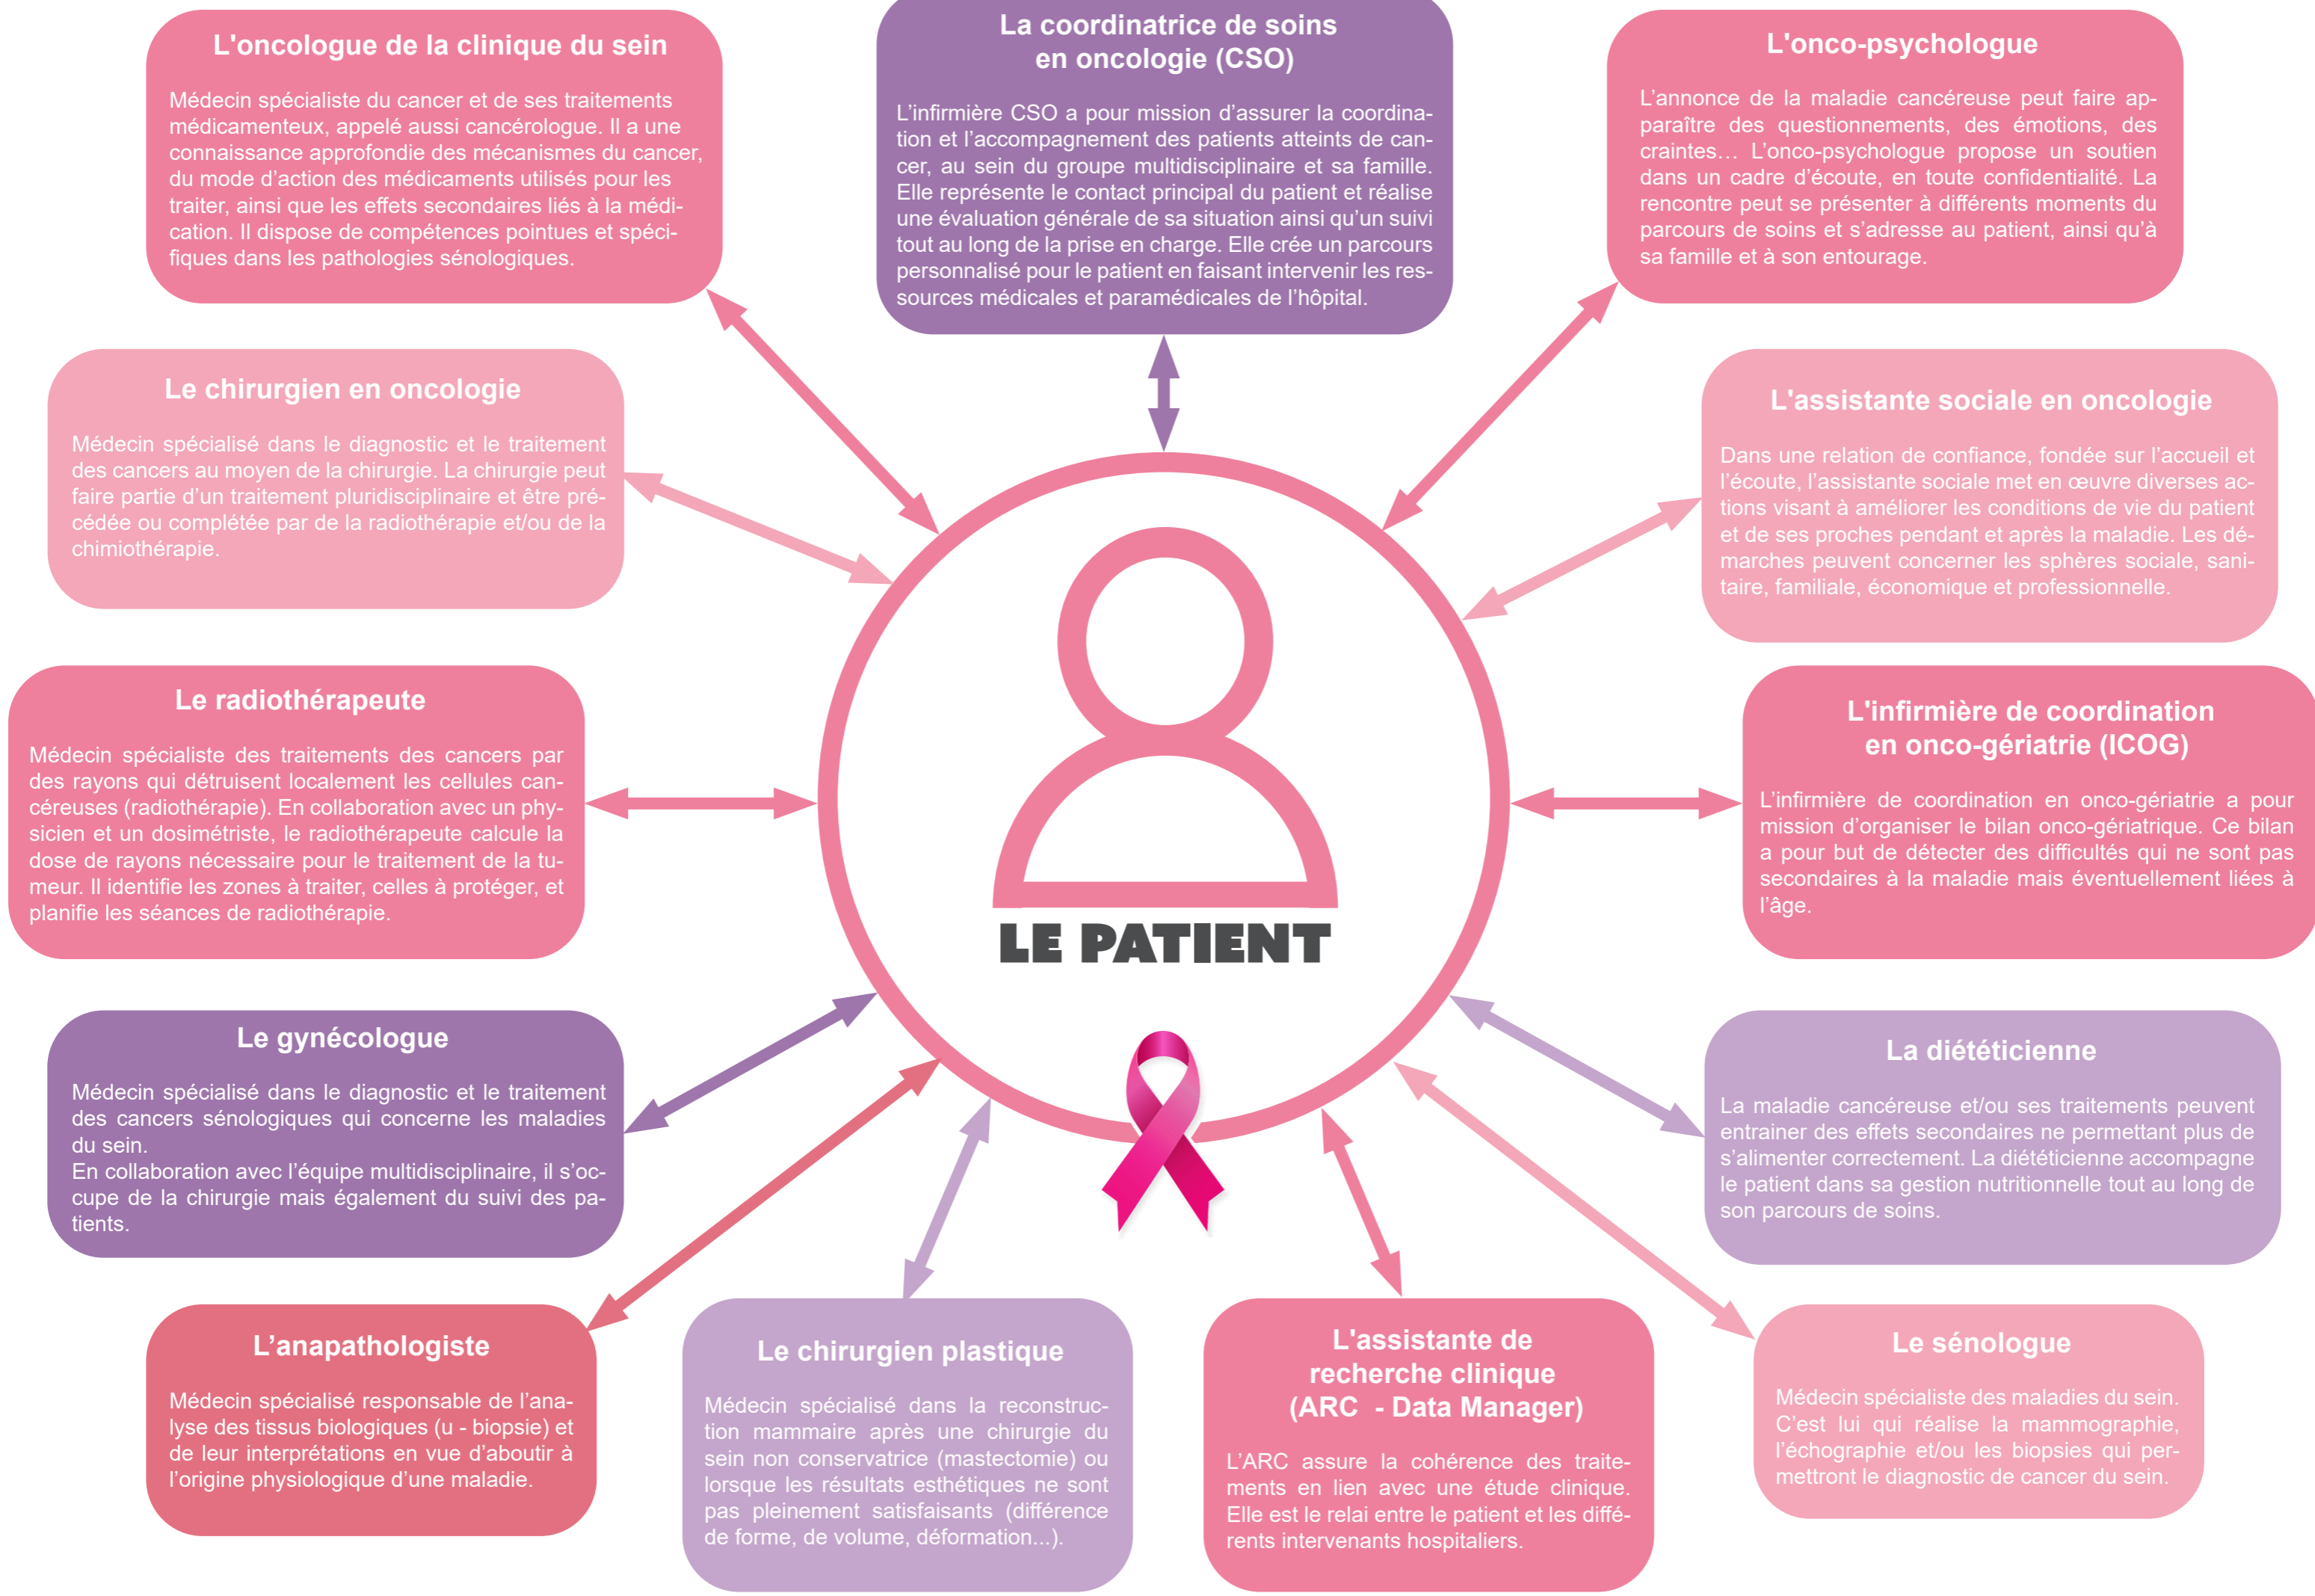 L'oncologue de la clinique du sein
Médecin spécialiste du cancer et de ses traitements
médicamenteux, appelé aussi cancérologue. Il a une
connaissance approfondie des mécanismes du cancer,
du mode d’action des médicaments utilisés pour les
traiter, ainsi que les effets secondaires liés à la médi-
cation. Il dispose de compétences pointues et spéci-
fiques dans les pathologies sénologiques.
La coordinatrice de soins
en oncologie (CSO)
L’infirmière CSO a pour mission d’assurer la coordina-
tion et l’accompagnement des patients atteints de can-
cer, au sein du groupe multidisciplinaire et sa famille.
Elle représente le contact principal du patient et réalise
une évaluation générale de sa situation ainsi qu’un suivi
tout au long de la prise en charge. Elle crée un parcours
personnalisé pour le patient en faisant intervenir les res-
sources médicales et paramédicales de l’hôpital.
L'onco-psychologue
L’annonce de la maladie cancéreuse peut faire ap-
paraître des questionnements, des émotions, des
craintes… L’onco-psychologue propose un soutien
dans un cadre d’écoute, en toute confidentialité. La
rencontre peut se présenter à différents moments du
parcours de soins et s’adresse au patient, ainsi qu’à
sa famille et à son entourage.
Le chirurgien en oncologie
Médecin spécialisé dans le diagnostic et le traitement
des cancers au moyen de la chirurgie. La chirurgie peut
faire partie d’un traitement pluridisciplinaire et être pré-
cédée ou complétée par de la radiothérapie et/ou de la
chimiothérapie.
L'assistante sociale en oncologie
Dans une relation de confiance, fondée sur l’accueil et
l’écoute, l’assistante sociale met en œuvre diverses ac-
tions visant à améliorer les conditions de vie du patient
et de ses proches pendant et après la maladie. Les dé-
marches peuvent concerner les sphères sociale, sani-
taire, familiale, économique et professionnelle.
Le radiothérapeute
Médecin spécialiste des traitements des cancers par
des rayons qui détruisent localement les cellules can-
céreuses (radiothérapie). En collaboration avec un phy-
sicien et un dosimétriste, le radiothérapeute calcule la
dose de rayons nécessaire pour le traitement de la tu-
meur. Il identifie les zones à traiter, celles à protéger, et
planifie les séances de radiothérapie.
LE PATIENT
L'infirmière de coordination
en onco-gériatrie (ICOG)
L’infirmière de coordination en onco-gériatrie a pour
mission d’organiser le bilan onco-gériatrique. Ce bilan
a pour but de détecter des difficultés qui ne sont pas
secondaires à la maladie mais éventuellement liées à
l’âge.
Le gynécologue
Médecin spécialisé dans le diagnostic et le traitement
des cancers sénologiques qui concerne les maladies
du sein.
En collaboration avec l’équipe multidisciplinaire, il s’oc-
cupe de la chirurgie mais également du suivi des pa-
tients.
La diététicienne
La maladie cancéreuse et/ou ses traitements peuvent
entrainer des effets secondaires ne permettant plus de
s’alimenter correctement. La diététicienne accompagne
le patient dans sa gestion nutritionnelle tout au long de
son parcours de soins.
L’anapathologiste
Médecin spécialisé responsable de l’ana-
lyse des tissus biologiques (u - biopsie) et
de leur interprétations en vue d’aboutir à
l’origine physiologique d’une maladie.
Le chirurgien plastique
Médecin spécialisé dans la reconstruc-
tion mammaire après une chirurgie du
sein non conservatrice (mastectomie) ou
lorsque les résultats esthétiques ne sont
pas pleinement satisfaisants (différence
de forme, de volume, déformation...).
L'assistante de
recherche clinique
(ARC - Data Manager)
L’ARC assure la cohérence des traite-
ments en lien avec une étude clinique.
Elle est le relai entre le patient et les diffé-
rents intervenants hospitaliers.
Le sénologue
Médecin spécialiste des maladies du sein.
C’est lui qui réalise la mammographie,
l’échographie et/ou les biopsies qui per-
mettront le diagnostic de cancer du sein.